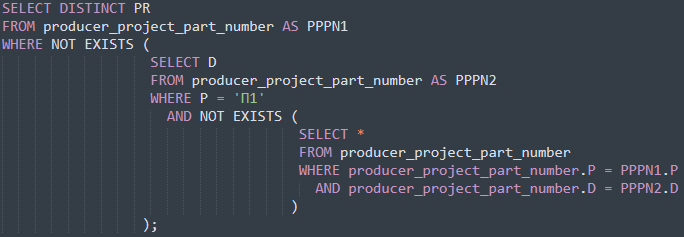 SELECT DISTINCT PR
FROM producer_project_part_number AS PPPN1
WHERE NOT EXISTS (
SELECT D
FROM producer_project_part_number AS PPPN2
WHERE P = 'П1'
AND NOT EXISTS (
SELECT *
FROM producer_project_part_number
WHERE producer_project_part_number.P = PPPN1.P
AND producer_project_part_number.D = PPPN2.D
)
);